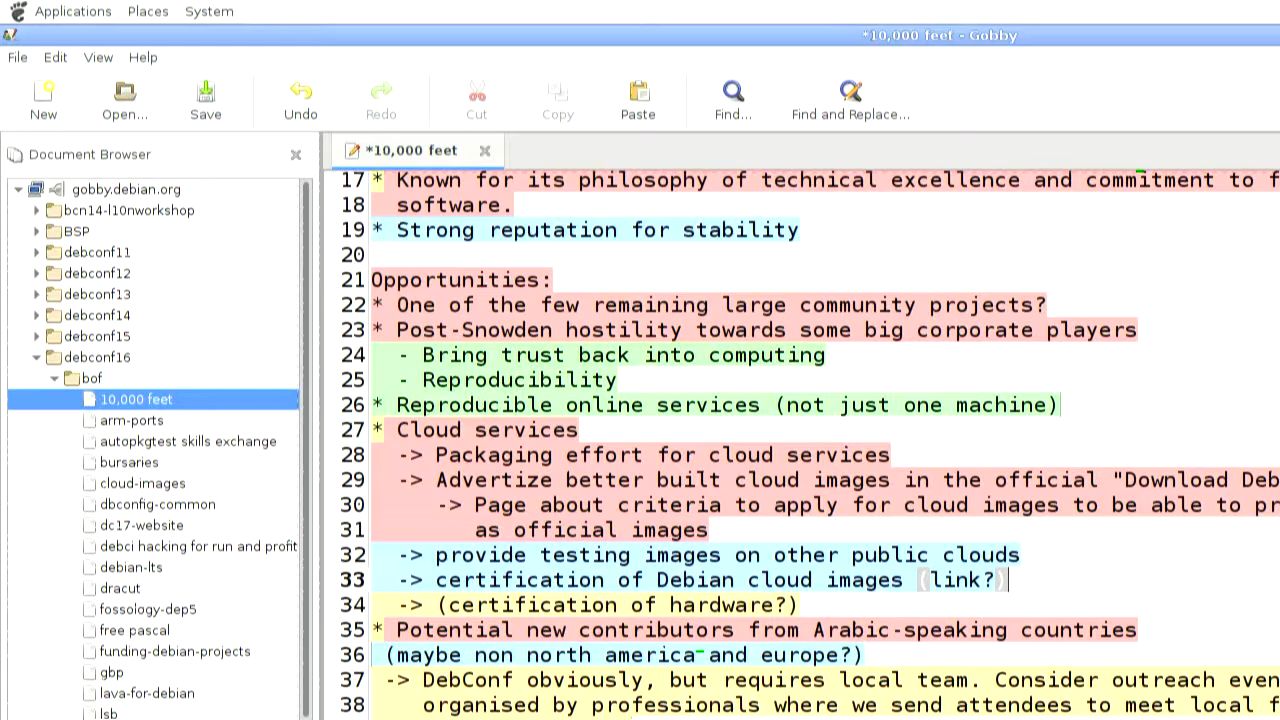 Applications Places System
*10,000 feet - Gobby
File Edit View Help
New Open... Save Undo Redo Cut Copy Paste Find... Find and Replace...
Document Browser
*10,000 feet
gobby.debian.org
bcn14-l10nworkshop
BSP
debconf11
debconf12
debconf13
debconf14
debconf15
debconf16
bof
10,000 feet
arm-ports
autopkgtest skills exchange
bursaries
cloud-images
dbconfig-common
dc17-website
debci hacking for run and profit
debian-lts
dracut
fossology-dep5
free pascal
funding-debian-projects
gbp
lava-for-debian
lsb
17 * Known for its philosophy of technical excellence and commitment to f
18 software.
19 * Strong reputation for stability
20
21 Opportunities:
22 * One of the few remaining large community projects?
23 * Post-Snowden hostility towards some big corporate players
24 - Bring trust back into computing
25 - Reproducibility
26 * Reproducible online services (not just one machine)
27 * Cloud services
28 -> Packaging effort for cloud services
29 -> Advertize better built cloud images in the official "Download Deb
30 -> Page about criteria to apply for cloud images to be able to pr
31 as official images
32 -> provide testing images on other public clouds
33 -> certification of Debian cloud images (link?)
34 -> (certification of hardware?)
35 * Potential new contributors from Arabic-speaking countries
36 (maybe non north america and europe?)
37 -> DebConf obviously, but requires local team. Consider outreach even
38 organised by professionals where we send attendees to meet local f